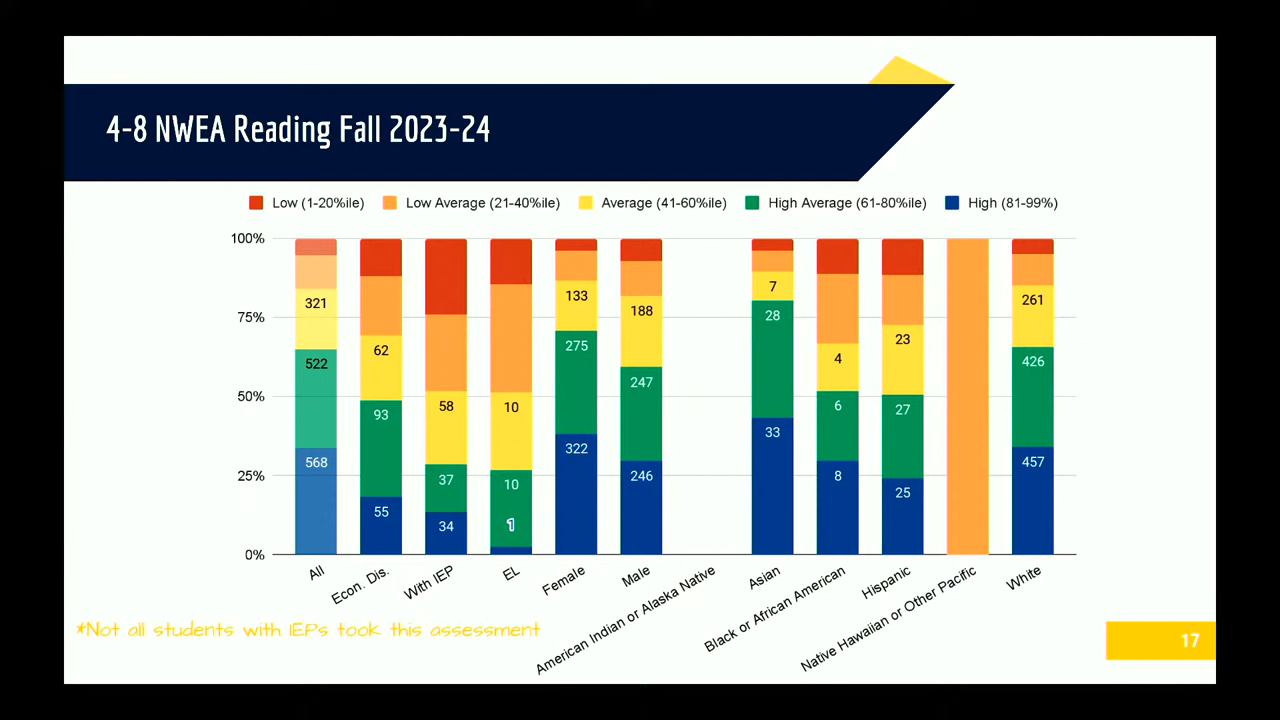 4-8 NWEA Reading Fall 2023-24
Low (1-20%ile) Low Average (21-40%ile) Average (41-60%ile) High Average (61-80%ile) High (81-99%)
100%
75%
50%
25%
0%
321
522
568
62
93
55
58
37
34
10
10
1
133
275
322
188
247
246
7
28
33
4
6
8
23
27
25
261
426
457
All
Econ. Dis.
With IEP
EL
Female
Male
American Indian or Alaska Native
Asian
Black or African American
Hispanic
Native Hawaiian or Other Pacific
White
*Not all students with IEPs took this assessment
17